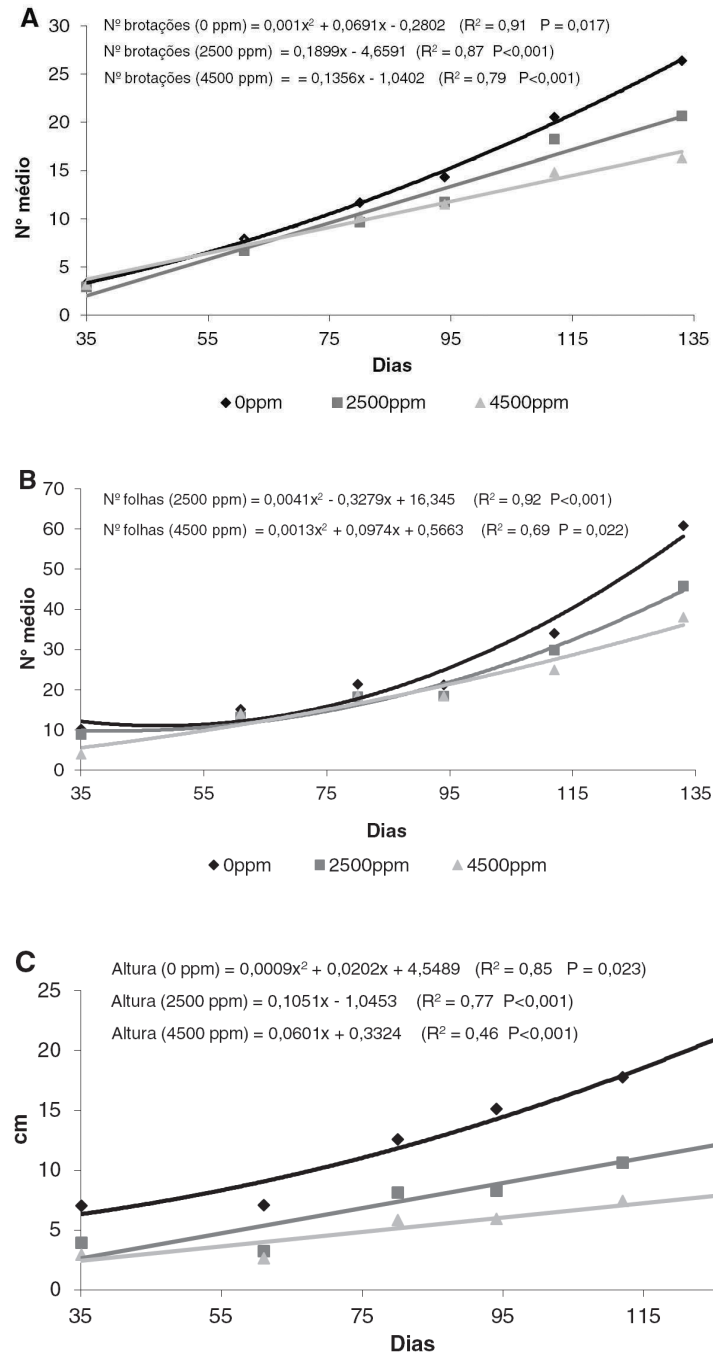 A
Nº brotações (0 ppm) = 0,001x² + 0,0691x - 0,2802 (R² = 0,91 P = 0,017)
Nº brotações (2500 ppm) = 0,1899x - 4,6591 (R² = 0,87 P<0,001)
Nº brotações (4500 ppm) = = 0,1356x - 1,0402 (R² = 0,79 P<0,001)
30
25
20
15
10
5
0
N° médio
35 55 75 95 115 135
Dias
0ppm 2500ppm 4500ppm
B
Nº folhas (2500 ppm) = 0,0041x² - 0,3279x + 16,345 (R² = 0,92 P<0,001)
Nº folhas (4500 ppm) = 0,0013x² + 0,0974x + 0,5663 (R² = 0,69 P = 0,022)
70
60
50
40
30
20
10
0
N° médio
35 55 75 95 115 135
Dias
0ppm 2500ppm 4500ppm
C
Altura (0 ppm) = 0,0009x² + 0,0202x + 4,5489 (R² = 0,85 P = 0,023)
Altura (2500 ppm) = 0,1051x - 1,0453 (R² = 0,77 P<0,001)
Altura (4500 ppm) = 0,0601x + 0,3324 (R² = 0,46 P<0,001)
25
20
15
10
5
0
cm
35 55 75 95 115
Dias